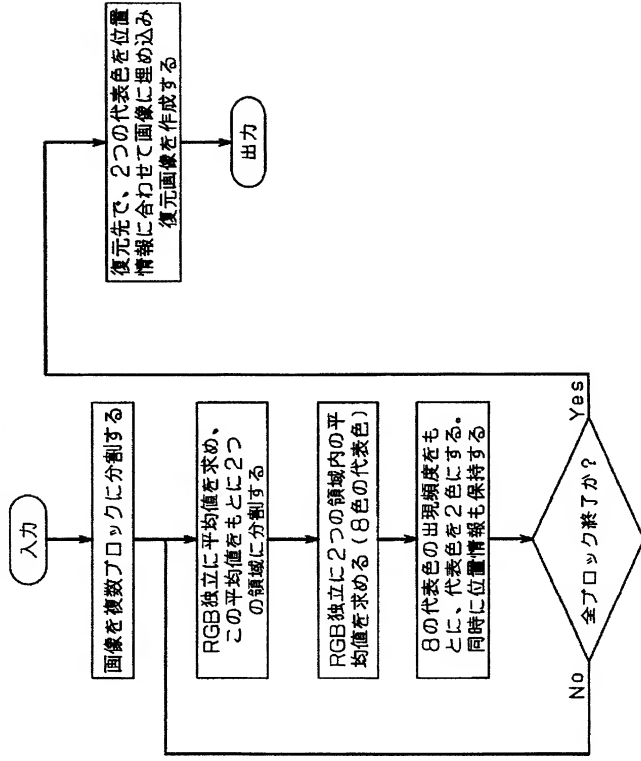 入力
画像を複数ブロックに分割する
RGB独立に平均値を求め、
この平均値をもとに2つ
の領域に分割する
RGB独立に2つの領域内の平
均値を求める(8色の代表色)
8の代表色の出現頻度をも
とに、代表色を2色にする。
同時に位置情報も保持する
全ブロック終了か?
No
Yes
復元先で、2つの代表色を位置
情報に合わせて画像に埋め込み
復元画像を作成する
出力